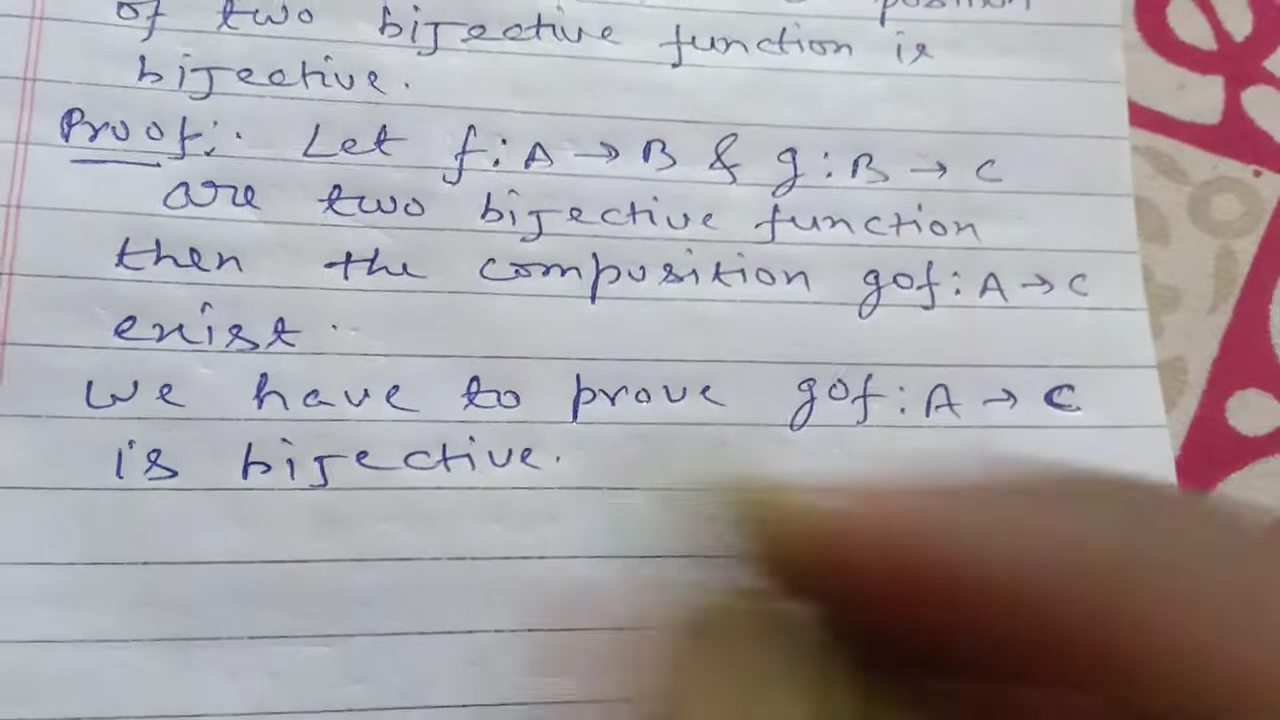 of two bijective function is
bijective.
Proof:. Let f:A → B & g:B → C
are two bijective function
then the composition gof:A→C
exist.
we have to prove gof:A → C
is bijective.